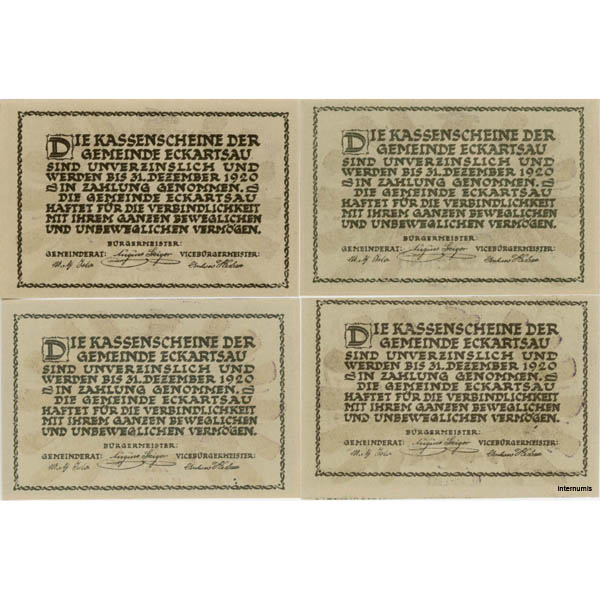 DIE KASSENSCHEINE DER
GEMEINDE ECKARTSAU
SIND UNVERZINSLICH UND
WERDEN BIS 31. DEZEMBER 1920
IN ZAHLUNG GENOMMEN.
DIE GEMEINDE ECKARTSAU
HAFTET FÜR DIE VERBINDLICHKEIT
MIT IHREM GANZEN BEWEGLICHEN
UND UNBEWEGLICHEN VERMÖGEN.
BÜRGERMEISTER:
GEMEINDERAT: VICEBÜRGERMEISTER:
DIE KASSENSCHEINE DER
GEMEINDE ECKARTSAU
SIND UNVERZINSLICH UND
WERDEN BIS 31. DEZEMBER 1920
IN ZAHLUNG GENOMMEN.
DIE GEMEINDE ECKARTSAU
HAFTET FÜR DIE VERBINDLICHKEIT
MIT IHREM GANZEN BEWEGLICHEN
UND UNBEWEGLICHEN VERMÖGEN.
BÜRGERMEISTER:
GEMEINDERAT: VICEBÜRGERMEISTER:
DIE KASSENSCHEINE DER
GEMEINDE ECKARTSAU
SIND UNVERZINSLICH UND
WERDEN BIS 31. DEZEMBER 1920
IN ZAHLUNG GENOMMEN.
DIE GEMEINDE ECKARTSAU
HAFTET FÜR DIE VERBINDLICHKEIT
MIT IHREM GANZEN BEWEGLICHEN
UND UNBEWEGLICHEN VERMÖGEN.
BÜRGERMEISTER:
GEMEINDERAT: VICEBÜRGERMEISTER:
DIE KASSENSCHEINE DER
GEMEINDE ECKARTSAU
SIND UNVERZINSLICH UND
WERDEN BIS 31. DEZEMBER 1920
IN ZAHLUNG GENOMMEN.
DIE GEMEINDE ECKARTSAU
HAFTET FÜR DIE VERBINDLICHKEIT
MIT IHREM GANZEN BEWEGLICHEN
UND UNBEWEGLICHEN VERMÖGEN.
BÜRGERMEISTER:
GEMEINDERAT: VICEBÜRGERMEISTER:
internumis